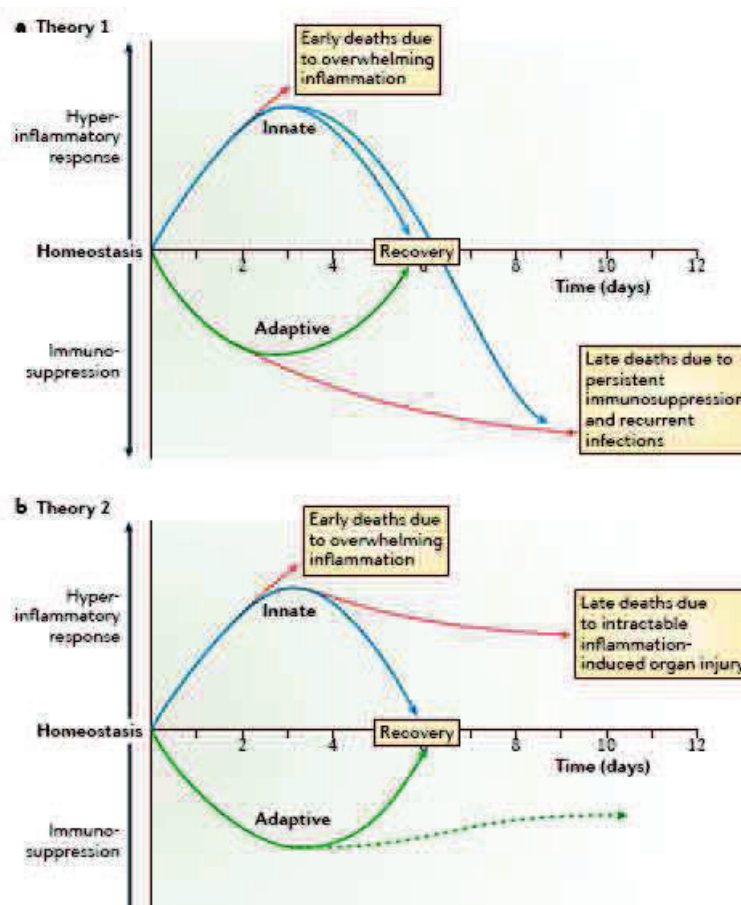 a Theory 1
Early deaths due
to overwhelming
inflammation
Hyper-
inflammatory
response
Innate
Homeostasis
Recovery
2 4 6 8 10 12
Time (days)
Adaptive
Immuno-
suppression
Late deaths due to
persistent
immunosuppression
and recurrent
infections
b Theory 2
Early deaths due
to overwhelming
inflammation
Hyper-
inflammatory
response
Innate
Late deaths due
to intractable
inflammation-
induced organ injury
Homeostasis
Recovery
2 4 6 8 10 12
Time (days)
Adaptive
Immuno-
suppression